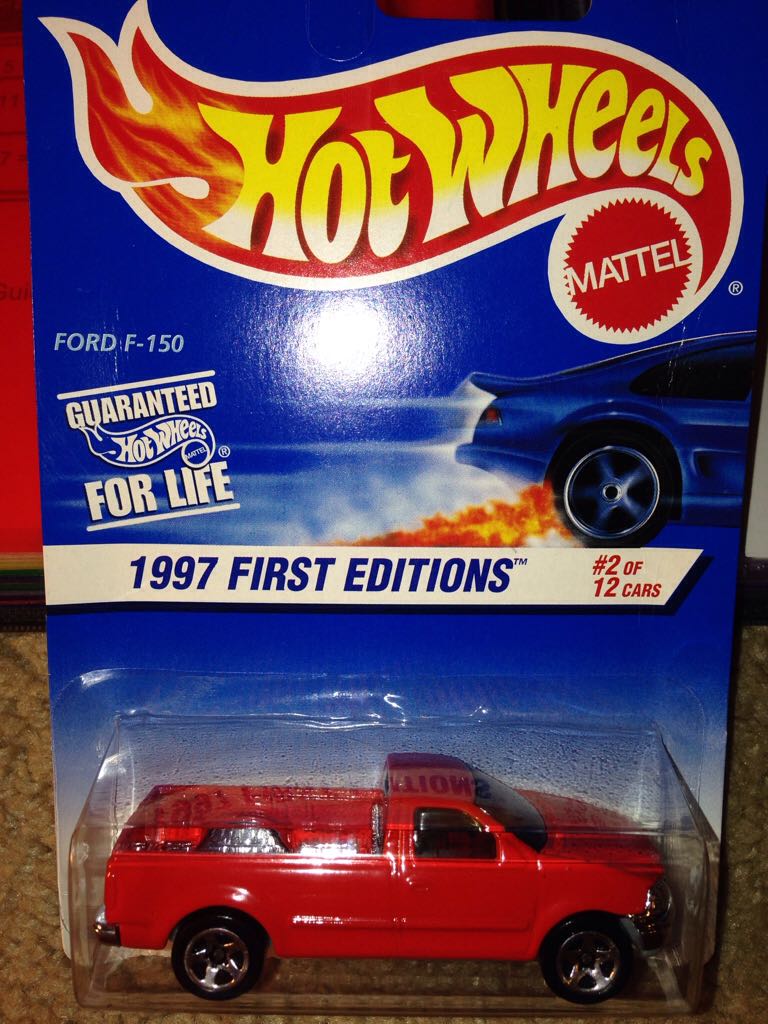 HOT WHEELS
MATTEL
®
FORD F-150
GUARANTEED
HOT WHEELS
MATTEL
®
FOR LIFE
1997 FIRST EDITIONS™
#2 OF
12 CARS